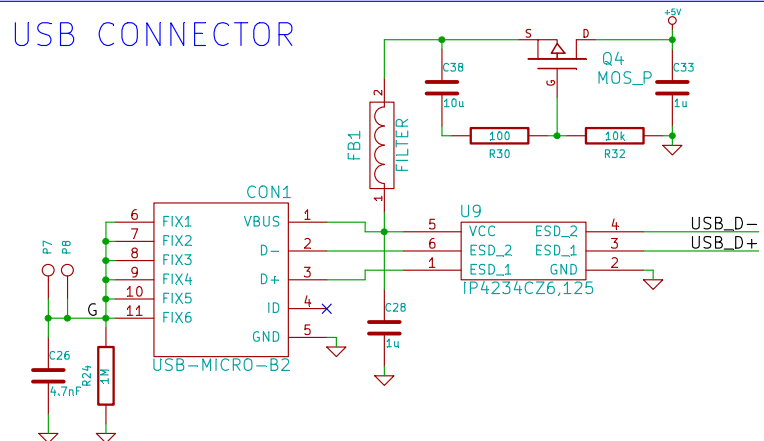 USB CONNECTOR
+5V
S
D
G
Q4
MOS_P
C38
10u
C33
1u
100
R30
10k
R32
2
FB1
FILTER
1
CON1
6 FIX1
7 FIX2
8 FIX3
9 FIX4
10 FIX5
11 FIX6
VBUS 1
D- 2
D+ 3
ID 4
GND 5
USB-MICRO-B2
U9
5 VCC
6 ESD_2
1 ESD_1
ESD_2 4
ESD_1 3
GND 2
IP4234CZ6,125
USB_D-
USB_D+
P7
P8
G
C26
4.7nF
R24
1M
C28
1u